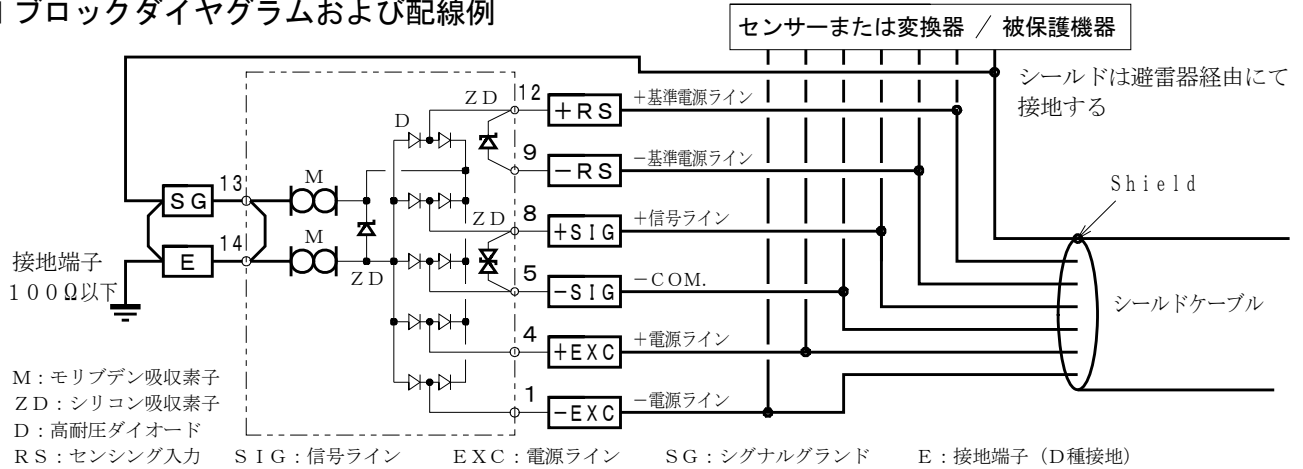 ブロックダイヤグラムおよび配線例
センサーまたは変換器 / 被保護機器
シールドは避雷器経由にて
接地する
ZD 12 +RS +基準電源ライン
D
9 -RS -基準電源ライン
Shield
SG 13 M
ZD 8 +SIG +信号ライン
E 14 M
ZD
5 -SIG -COM.
接地端子
100Ω以下
シールドケーブル
4 +EXC +電源ライン
1 -EXC -電源ライン
M:モリブデン吸収素子
ZD:シリコン吸収素子
D:高耐圧ダイオード
RS:センシング入力 SIG:信号ライン EXC:電源ライン SG:シグナルグランド E:接地端子(D種接地)